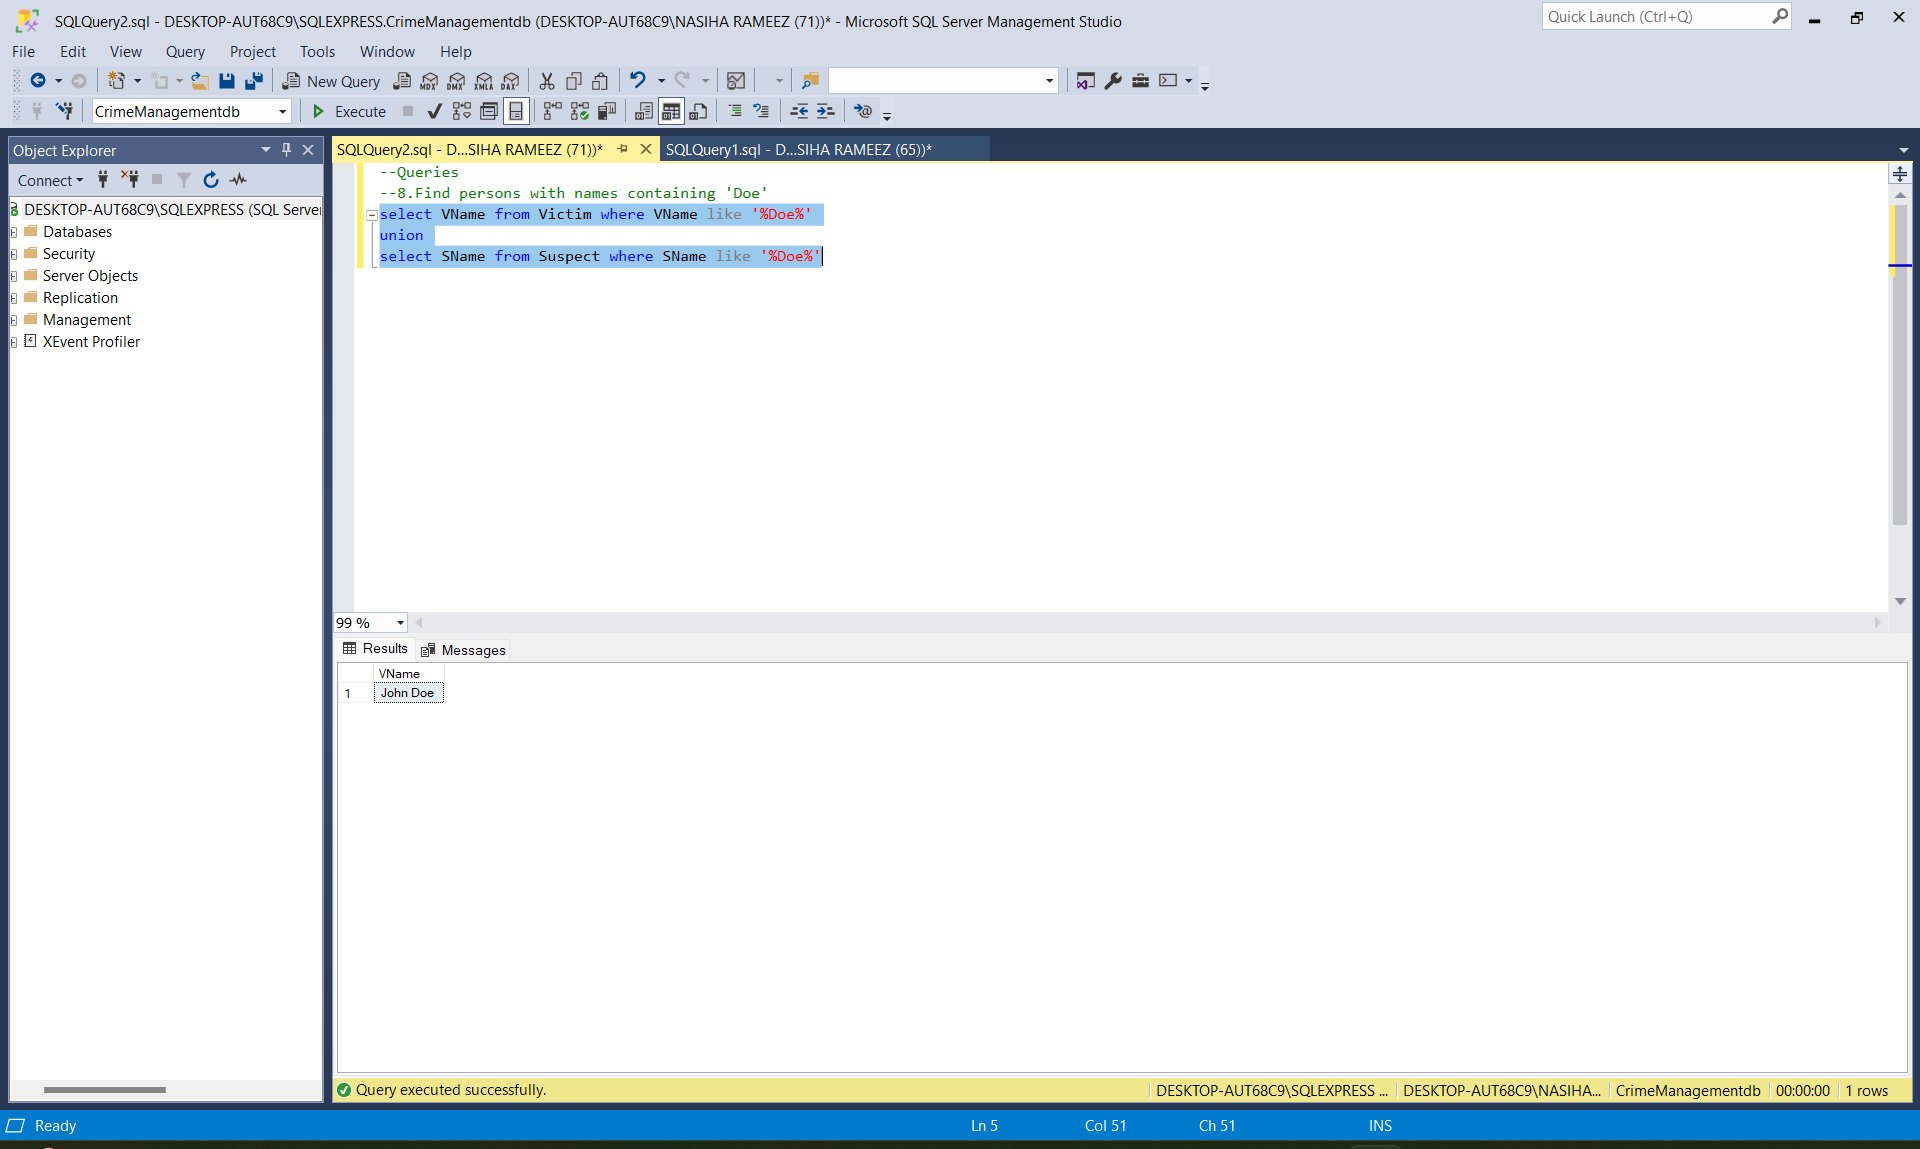 SQLQuery2.sql - DESKTOP-AUT68C9\SQLEXPRESS.CrimeManagementdb (DESKTOP-AUT68C9\NASIHA RAMEEZ (71))* - Microsoft SQL Server Management Studio
Quick Launch (Ctrl+Q)
File Edit View Query Project Tools Window Help
New Query MDX DMX XMLA DAX
CrimeManagementdb Execute
Object Explorer
SQLQuery2.sql - D...SIHA RAMEEZ (71))* SQLQuery1.sql - D...SIHA RAMEEZ (65))*
Connect
DESKTOP-AUT68C9\SQLEXPRESS (SQL Server
Databases
Security
Server Objects
Replication
Management
XEvent Profiler
--Queries
--8.Find persons with names containing 'Doe'
select VName from Victim where VName like '%Doe%'
union
select SName from Suspect where SName like '%Doe%'
99 %
Results Messages
VName
1 John Doe
Query executed successfully. DESKTOP-AUT68C9\SQLEXPRESS ... DESKTOP-AUT68C9\NASIHA... CrimeManagementdb 00:00:00 1 rows
Ready Ln 5 Col 51 Ch 51 INS